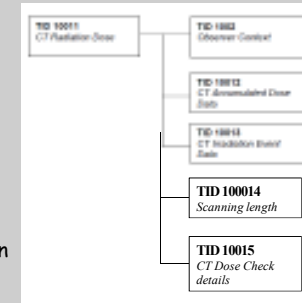 TID 10011
CT Radiation Dose
TID 1002
Observer Context
TID 10012
CT Accumulated Dose
Data
TID 10013
CT Irradiation Event
Data
TID 100014
Scanning length
n
TID 10015
CT Dose Check
details